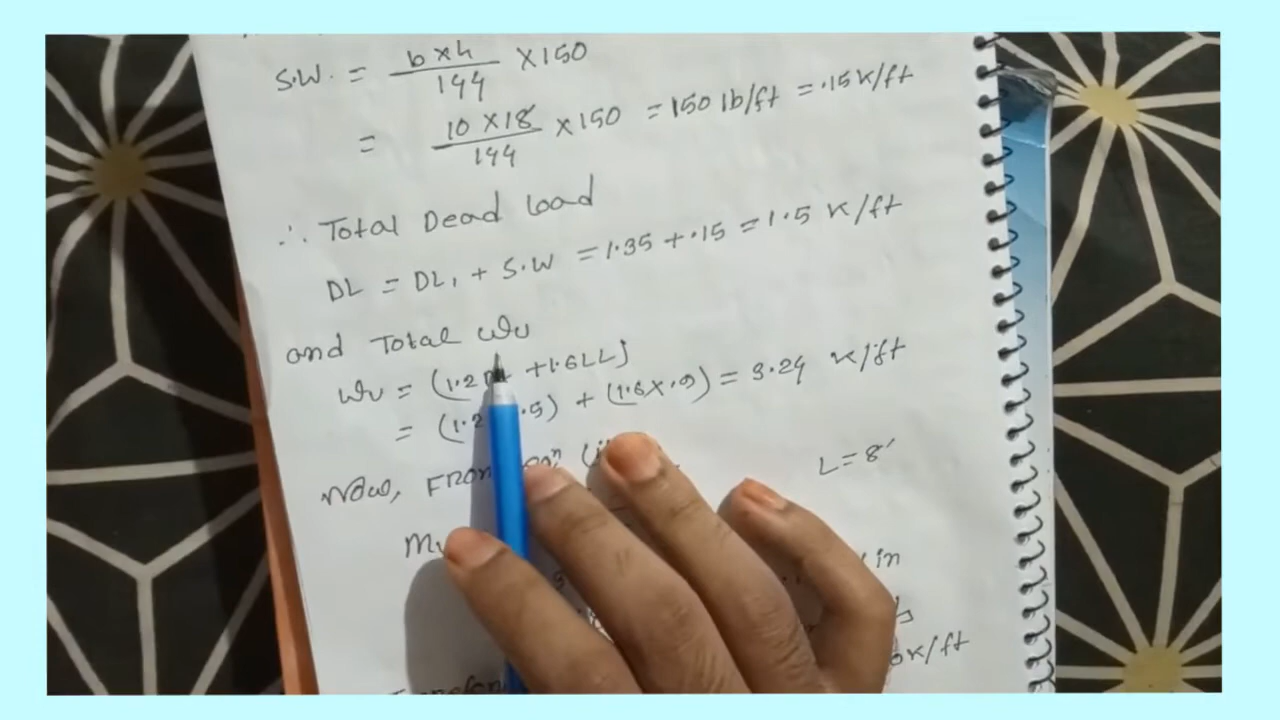 S.W. = b×h/144 ×150
= 10×18/144 ×150 = 150 lb/ft = .15 K/ft
∴ Total Dead Load
DL = DL₁ + S.W = 1.35 + .15 = 1.5 K/ft
and Total Wu
Wu = (1.2 +1.6LL)
= (1.2 .5) + (1.6×.9) = 3.24 K/ft
Now, From
L=8'
Mu
in
K/ft